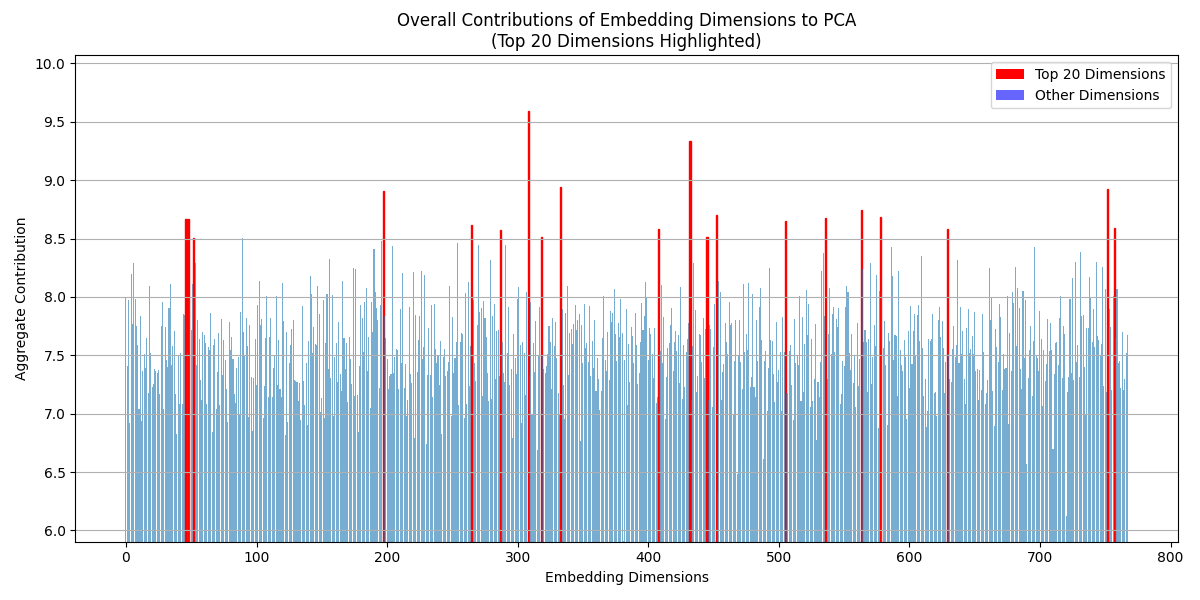 Overall Contributions of Embedding Dimensions to PCA
(Top 20 Dimensions Highlighted)
Top 20 Dimensions
Other Dimensions
Aggregate Contribution
10.0
9.5
9.0
8.5
8.0
7.5
7.0
6.5
6.0
0 100 200 300 400 500 600 700 800
Embedding Dimensions